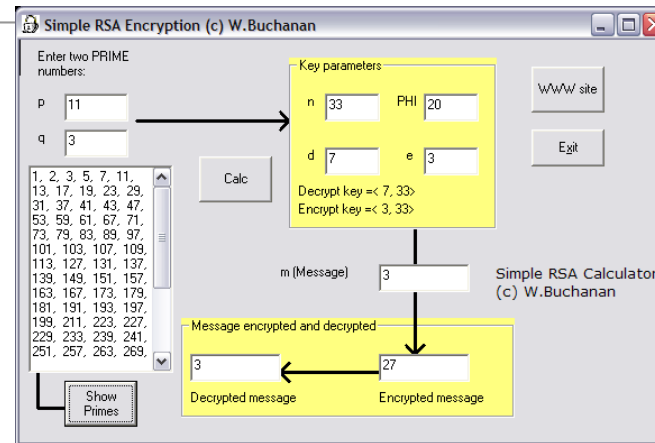 Simple RSA Encryption (c) W.Buchanan
Enter two PRIME
numbers:
p 11
q 3
1, 2, 3, 5, 7, 11,
13, 17, 19, 23, 29,
31, 37, 41, 43, 47,
53, 59, 61, 67, 71,
73, 79, 83, 89, 97,
101, 103, 107, 109,
113, 127, 131, 137,
139, 149, 151, 157,
163, 167, 173, 179,
181, 191, 193, 197,
199, 211, 223, 227,
229, 233, 239, 241,
251, 257, 263, 269,
Show
Primes
Calc
Key parameters
n 33 PHI 20
d 7 e 3
Decrypt key =< 7, 33>
Encrypt key =< 3, 33>
WWW site
Exit
m (Message) 3
Simple RSA Calculator
(c) W.Buchanan
Message encrypted and decrypted
3 27
Decrypted message Encrypted message